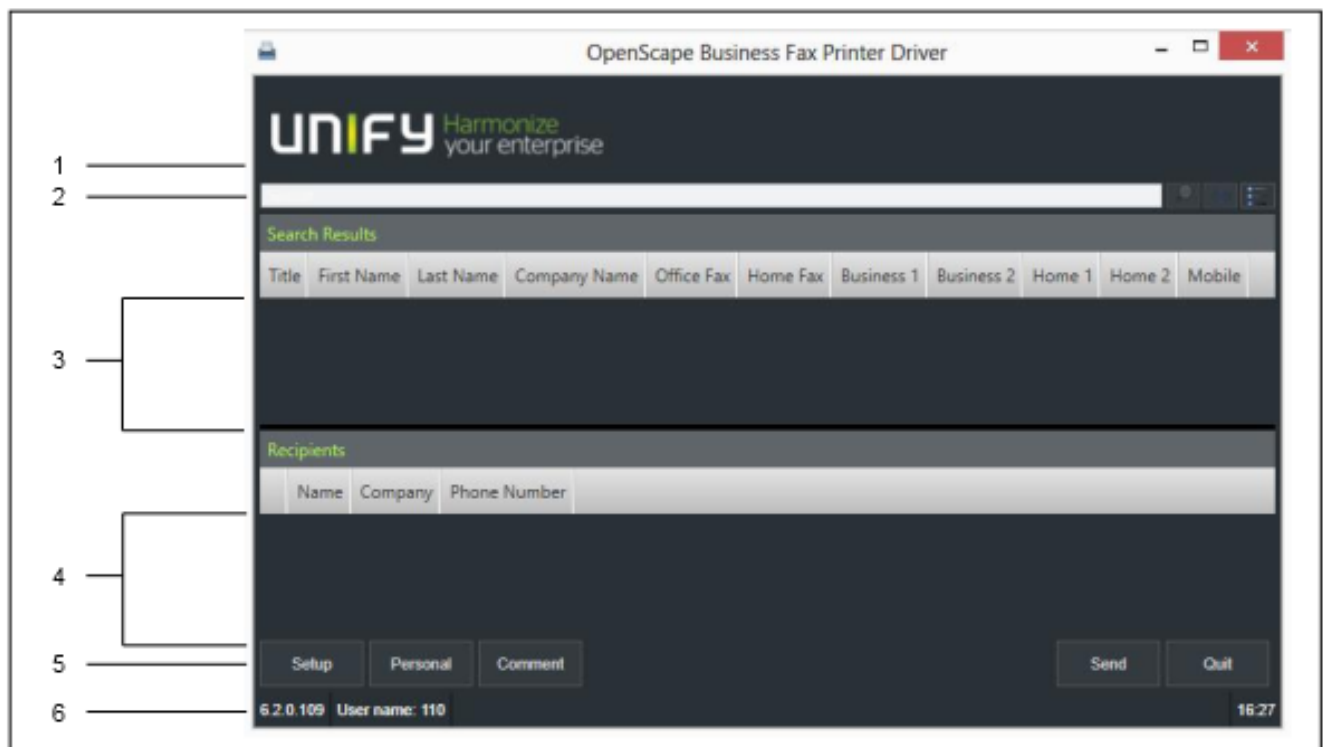 OpenScape Business Fax Printer Driver
UNIFY Harmonize
your enterprise
1
2
Search Results
Title First Name Last Name Company Name Office Fax Home Fax Business 1 Business 2 Home 1 Home 2 Mobile
3
Recipients
Name Company Phone Number
4
5 Setup Personal Comment Send Quit
6 6.2.0.109 User name: 110 16:27